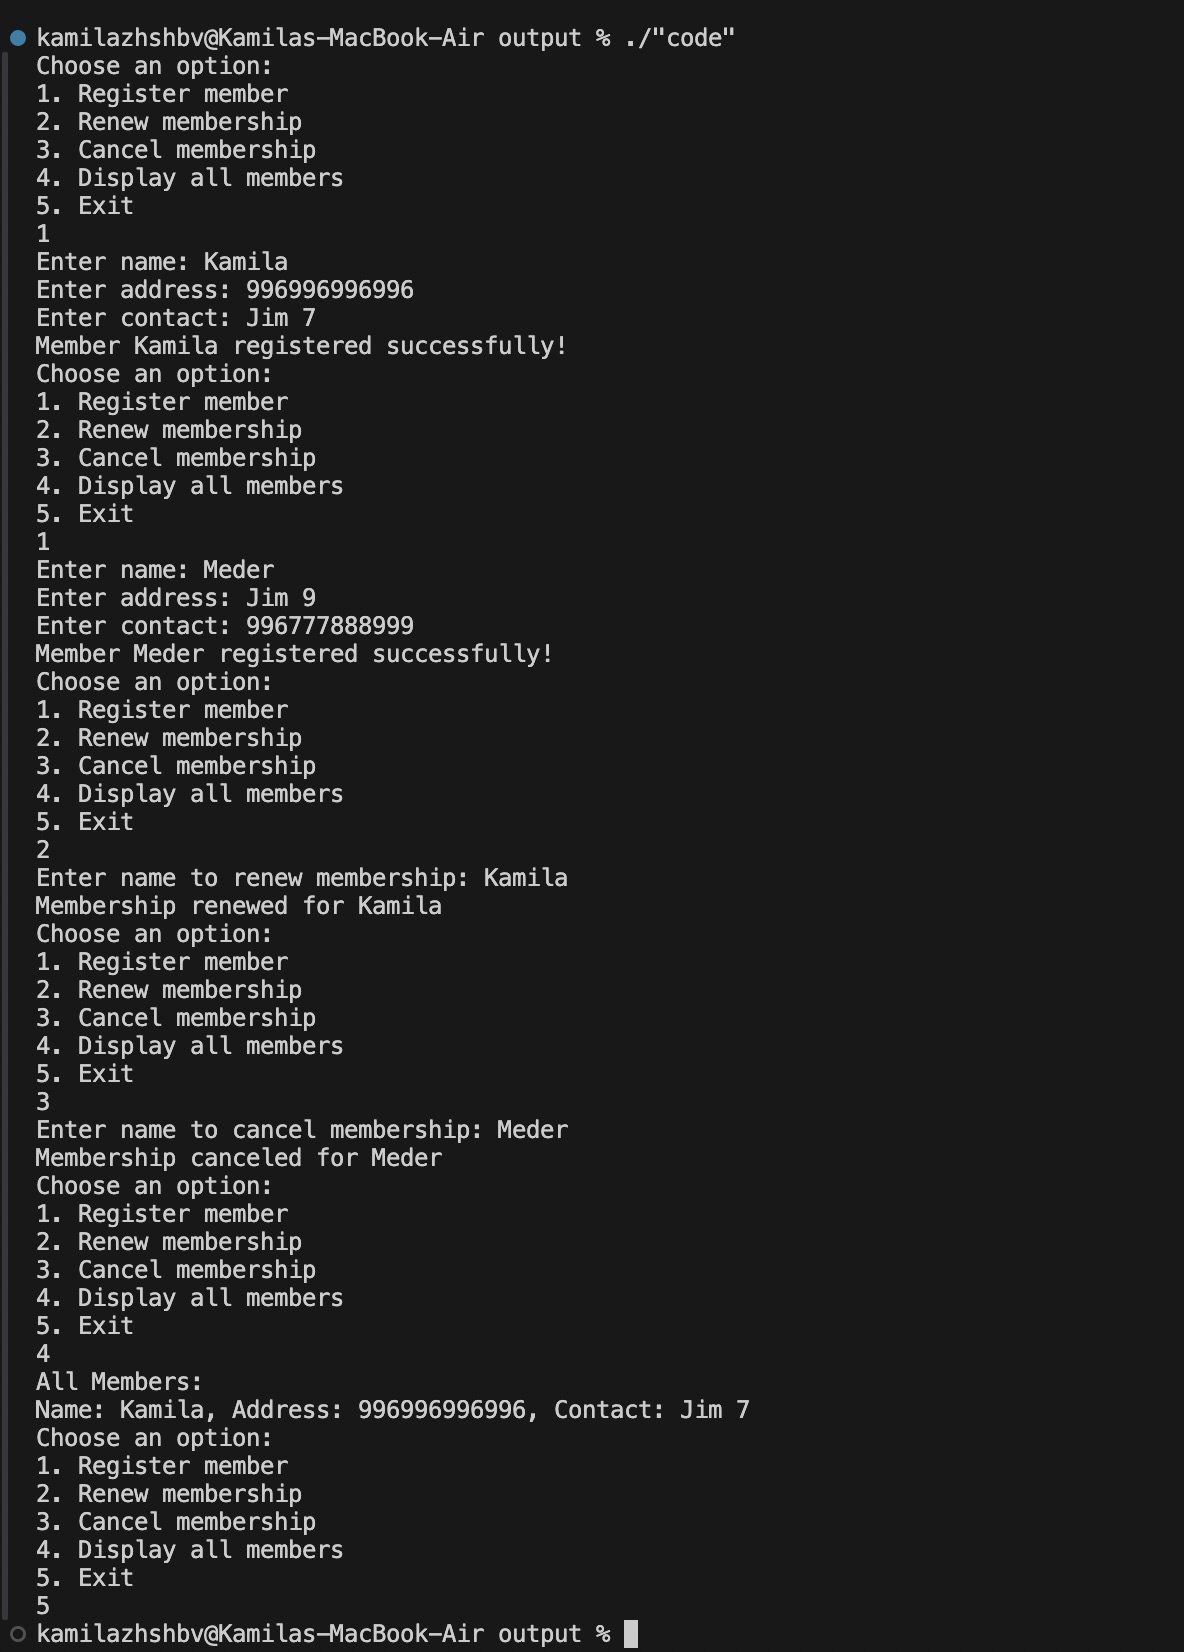 kamilazhshbv@Kamilas-MacBook-Air output % ./"code"
Choose an option:
1. Register member
2. Renew membership
3. Cancel membership
4. Display all members
5. Exit
1
Enter name: Kamila
Enter address: 996996996996
Enter contact: Jim 7
Member Kamila registered successfully!
Choose an option:
1. Register member
2. Renew membership
3. Cancel membership
4. Display all members
5. Exit
1
Enter name: Meder
Enter address: Jim 9
Enter contact: 996777888999
Member Meder registered successfully!
Choose an option:
1. Register member
2. Renew membership
3. Cancel membership
4. Display all members
5. Exit
2
Enter name to renew membership: Kamila
Membership renewed for Kamila
Choose an option:
1. Register member
2. Renew membership
3. Cancel membership
4. Display all members
5. Exit
3
Enter name to cancel membership: Meder
Membership canceled for Meder
Choose an option:
1. Register member
2. Renew membership
3. Cancel membership
4. Display all members
5. Exit
4
All Members:
Name: Kamila, Address: 996996996996, Contact: Jim 7
Choose an option:
1. Register member
2. Renew membership
3. Cancel membership
4. Display all members
5. Exit
5
kamilazhshbv@Kamilas-MacBook-Air output %